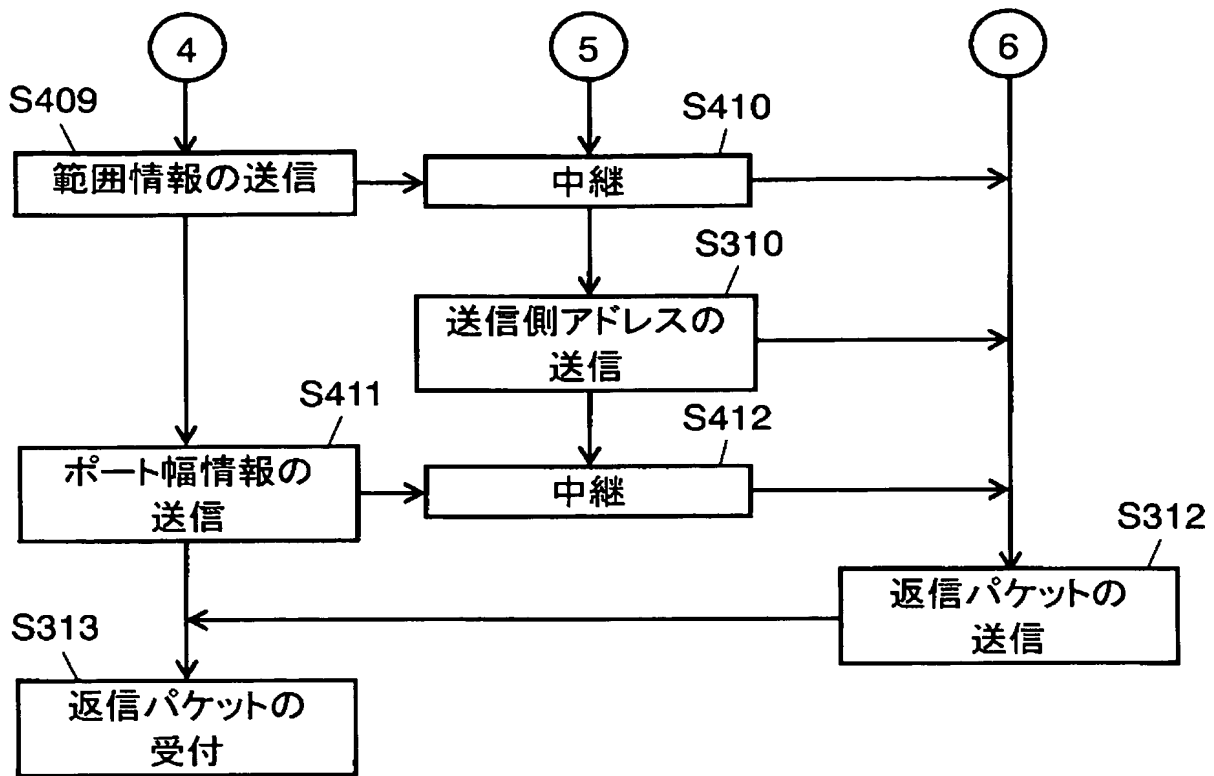 4
5
6
S409
範囲情報の送信
S410
中継
S310
送信側アドレスの
送信
S411
ポート幅情報の
送信
S412
中継
S312
返信パケットの
送信
S313
返信パケットの
受付